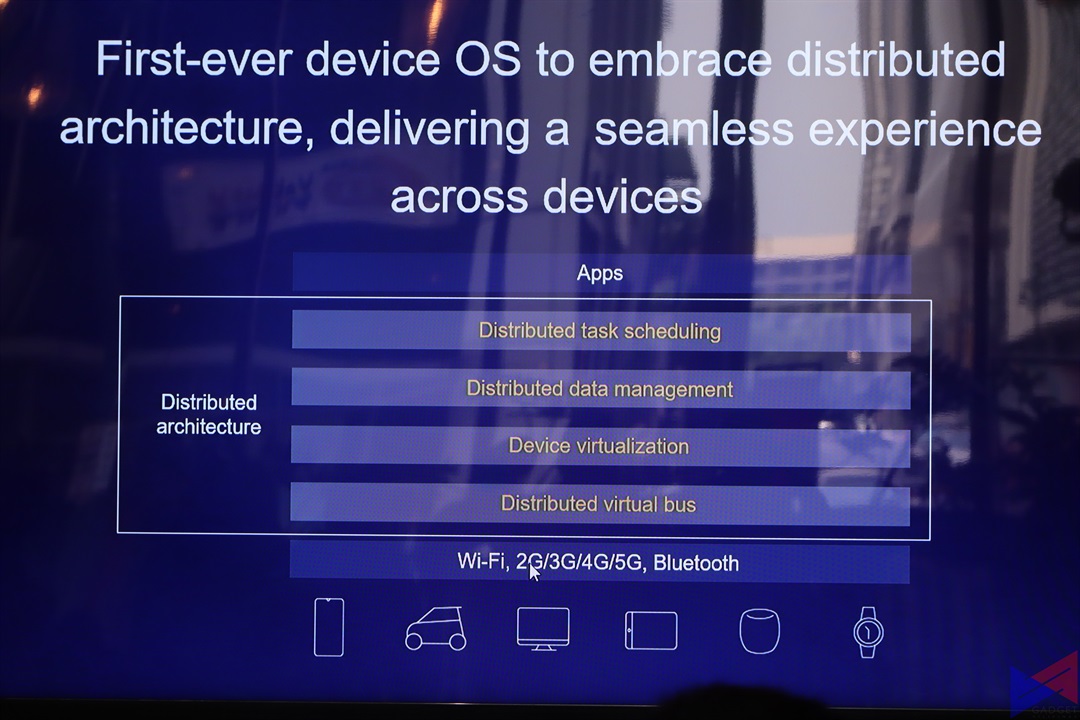 First-ever device OS to embrace distributed
architecture, delivering a seamless experience
across devices
Apps
Distributed task scheduling
Distributed data management
Distributed
architecture
Device virtualization
Distributed virtual bus
Wi-Fi, 2G/3G/4G/5G, Bluetooth
GADGET